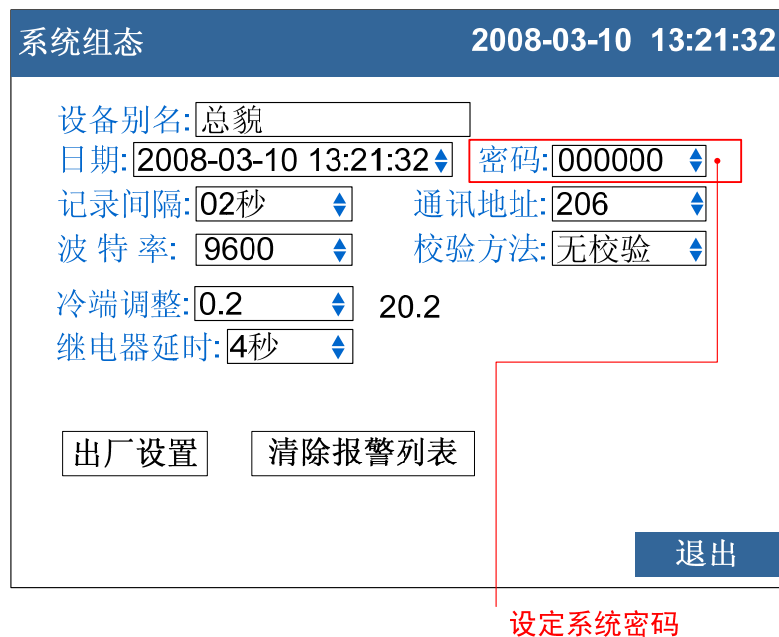 系统组态 2008-03-10 13:21:32
设备别名: 总貌
日期: 2008-03-10 13:21:32 密码: 000000
记录间隔: 02秒 通讯地址: 206
波 特 率: 9600 校验方法: 无校验
冷端调整: 0.2 20.2
继电器延时: 4秒
出厂设置 清除报警列表
退出
设定系统密码